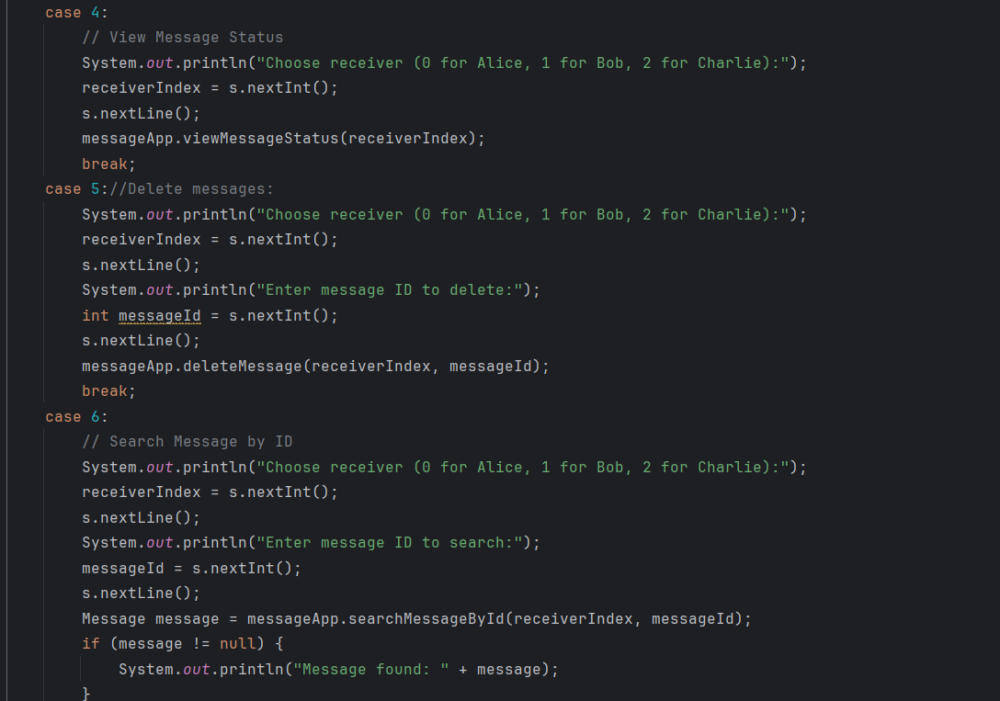 case 4:
// View Message Status
System.out.println("Choose receiver (0 for Alice, 1 for Bob, 2 for Charlie):");
receiverIndex = s.nextInt();
s.nextLine();
messageApp.viewMessageStatus(receiverIndex);
break;
case 5://Delete messages:
System.out.println("Choose receiver (0 for Alice, 1 for Bob, 2 for Charlie):");
receiverIndex = s.nextInt();
s.nextLine();
System.out.println("Enter message ID to delete:");
int messageId = s.nextInt();
s.nextLine();
messageApp.deleteMessage(receiverIndex, messageId);
break;
case 6:
// Search Message by ID
System.out.println("Choose receiver (0 for Alice, 1 for Bob, 2 for Charlie):");
receiverIndex = s.nextInt();
s.nextLine();
System.out.println("Enter message ID to search:");
messageId = s.nextInt();
s.nextLine();
Message message = messageApp.searchMessageById(receiverIndex, messageId);
if (message != null) {
System.out.println("Message found: " + message);
}